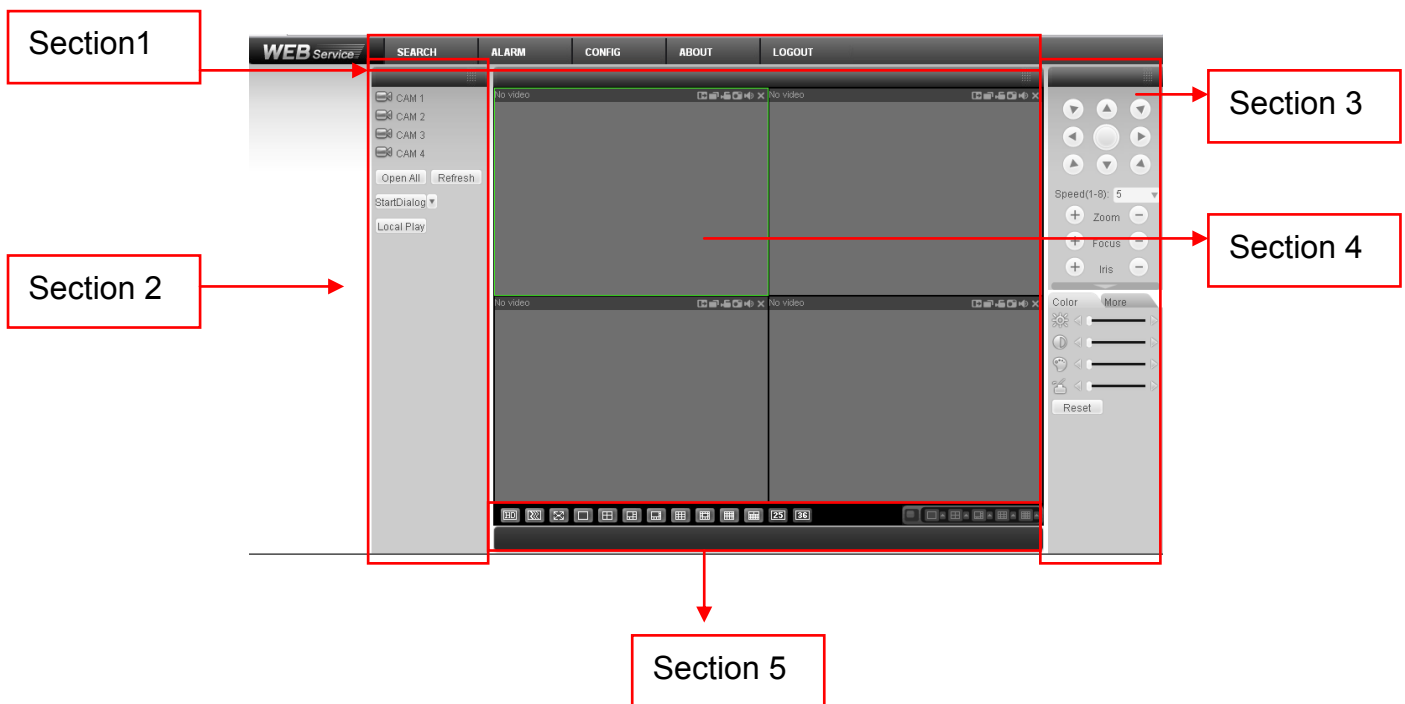 Section1
WEB Service
SEARCH ALARM CONFIG ABOUT LOGOUT
CAM 1
CAM 2
CAM 3
CAM 4
Open All Refresh
StartDialog
Local Play
Section 2
No video
No video
No video
No video
HD
25 36
Section 3
Speed(1-8): 5
Zoom
Focus
Iris
Section 4
Color More
Reset
Section 5